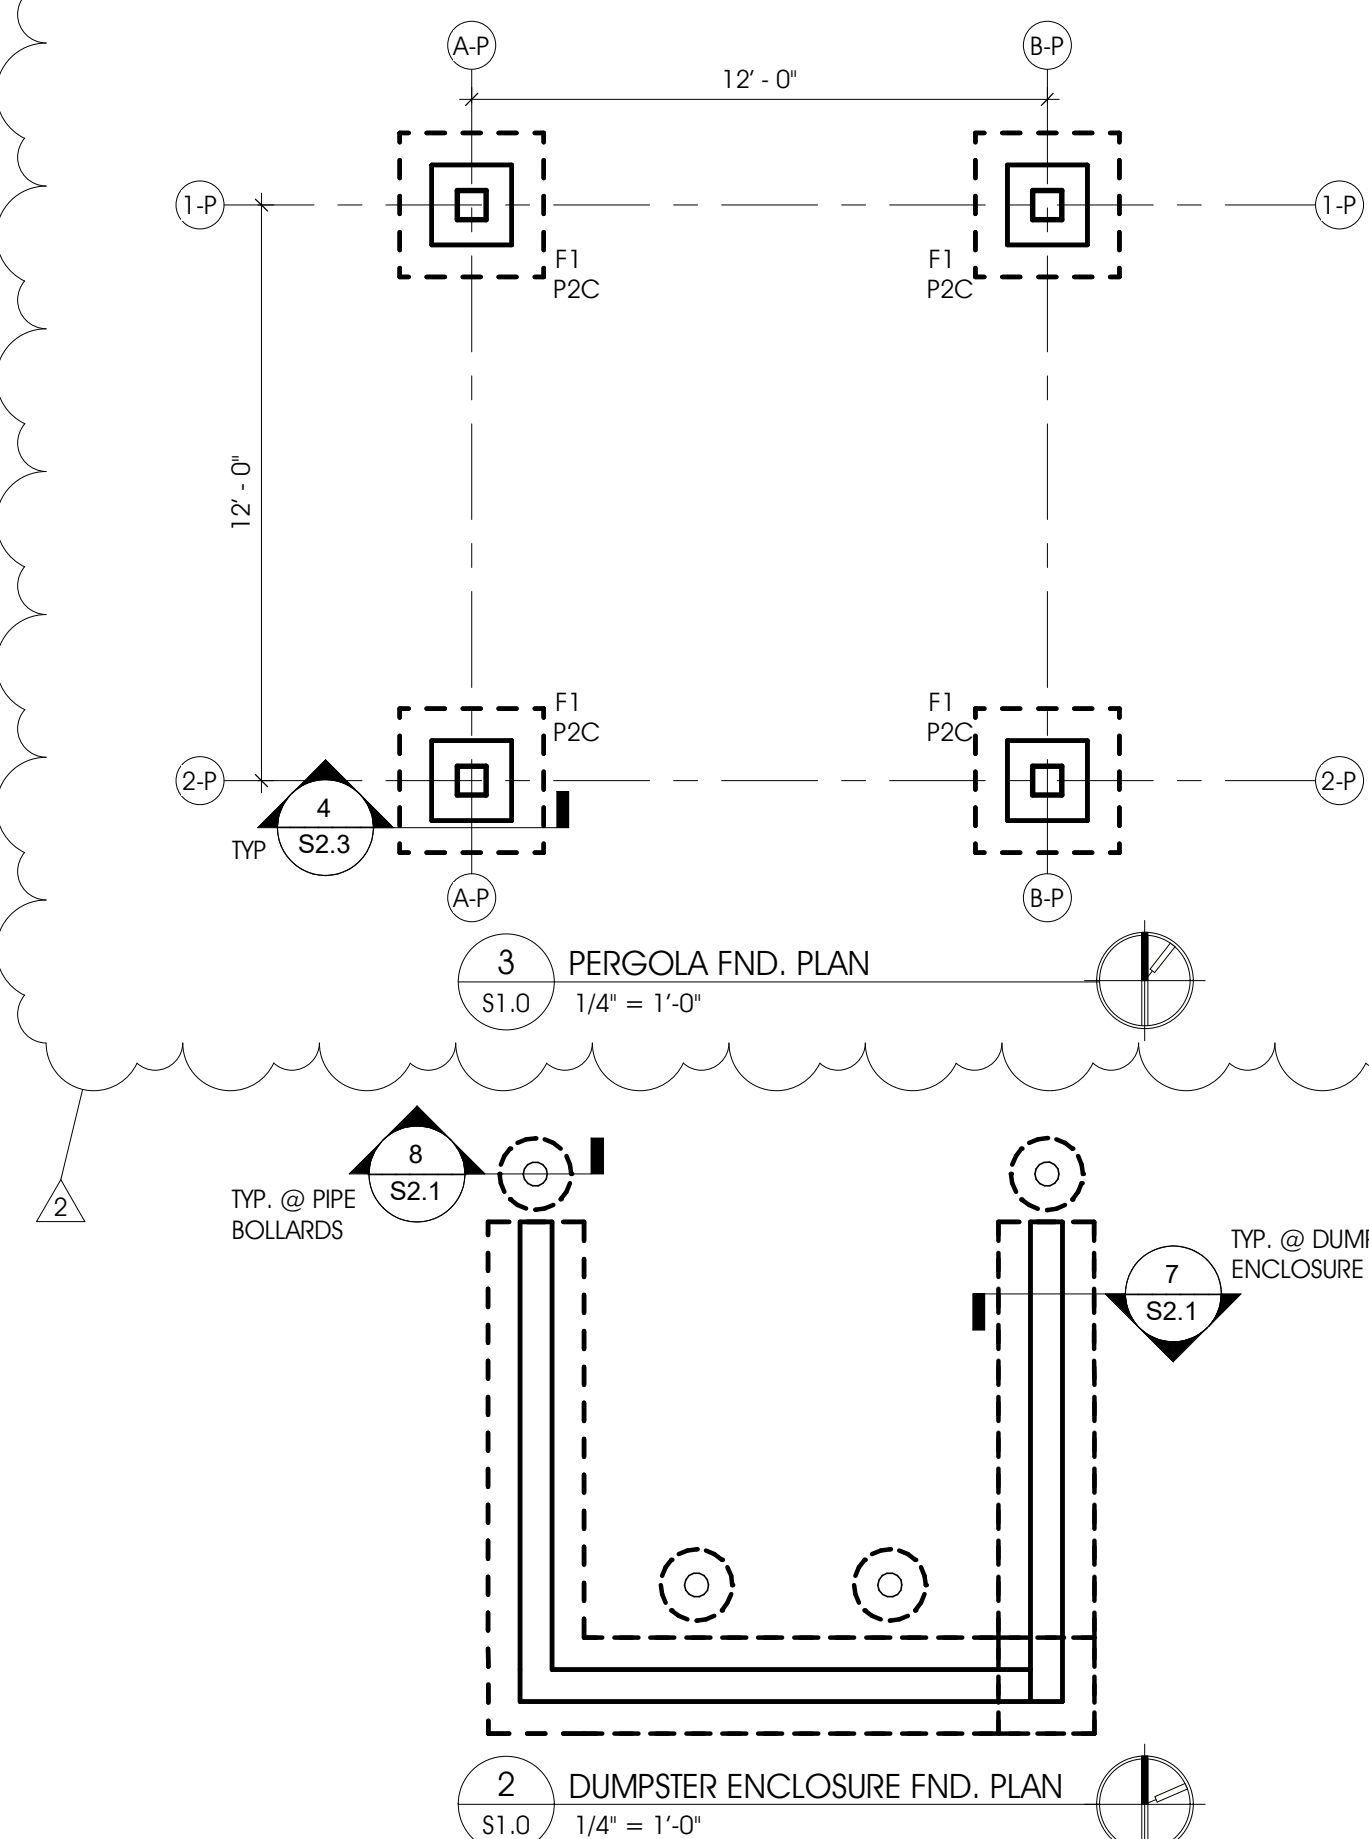 A-P
B-P
12' - 0"
1-P
1-P
F1
P2C
F1
P2C
12' - 0"
F1
P2C
F1
P2C
2-P
2-P
4
S2.3
TYP
A-P
B-P
3
PERGOLA FND. PLAN
S1.0
1/4" = 1'-0"
8
S2.1
TYP. @ PIPE
BOLLARDS
2
TYP. @ DUMP
ENCLOSURE
7
S2.1
2
DUMPSTER ENCLOSURE FND. PLAN
S1.0
1/4" = 1'-0"